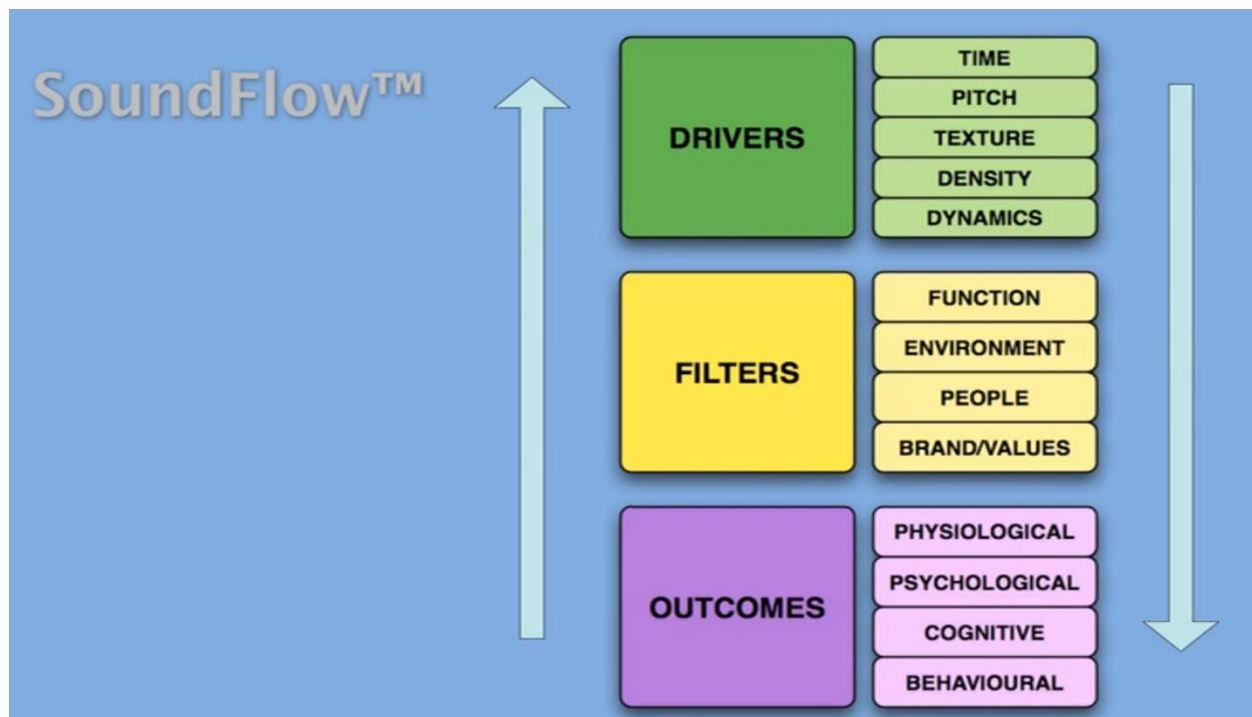 SoundFlow™
DRIVERS
TIME
PITCH
TEXTURE
DENSITY
DYNAMICS
FILTERS
FUNCTION
ENVIRONMENT
PEOPLE
BRAND/VALUES
OUTCOMES
PHYSIOLOGICAL
PSYCHOLOGICAL
COGNITIVE
BEHAVIOURAL